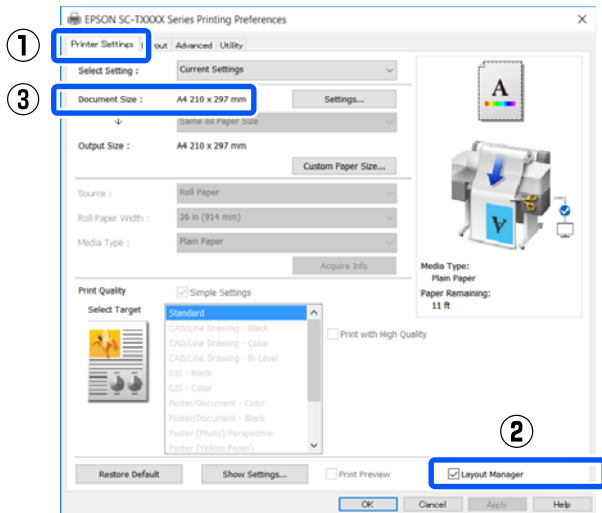 EPSON SC-TXXXX Series Printing Preferences
①
Printer Settings Layout Advanced Utility
Select Setting : Current Settings
③
Document Size : A4 210 x 297 mm Settings...
Same as Paper Size
Output Size : A4 210 x 297 mm
Custom Paper Size...
Source : Roll Paper
Roll Paper Width : 36 in (914 mm)
Media Type : Plain Paper
Acquire Info
A
A
Media Type:
Plain Paper
Paper Remaining:
11 ft
Print Quality Simple Settings
Select Target
Standard
CAD/Line Drawing - Black
CAD/Line Drawing - Color
CAD/Line Drawing - Bi-Level
GIS - Black
GIS - Color
Poster/Document - Color
Poster/Document - Black
Poster (Photo)/Perspective
Poster (Yellow Paper)
Print with High Quality
②
Restore Default Show Settings... Print Preview Layout Manager
OK Cancel Apply Help